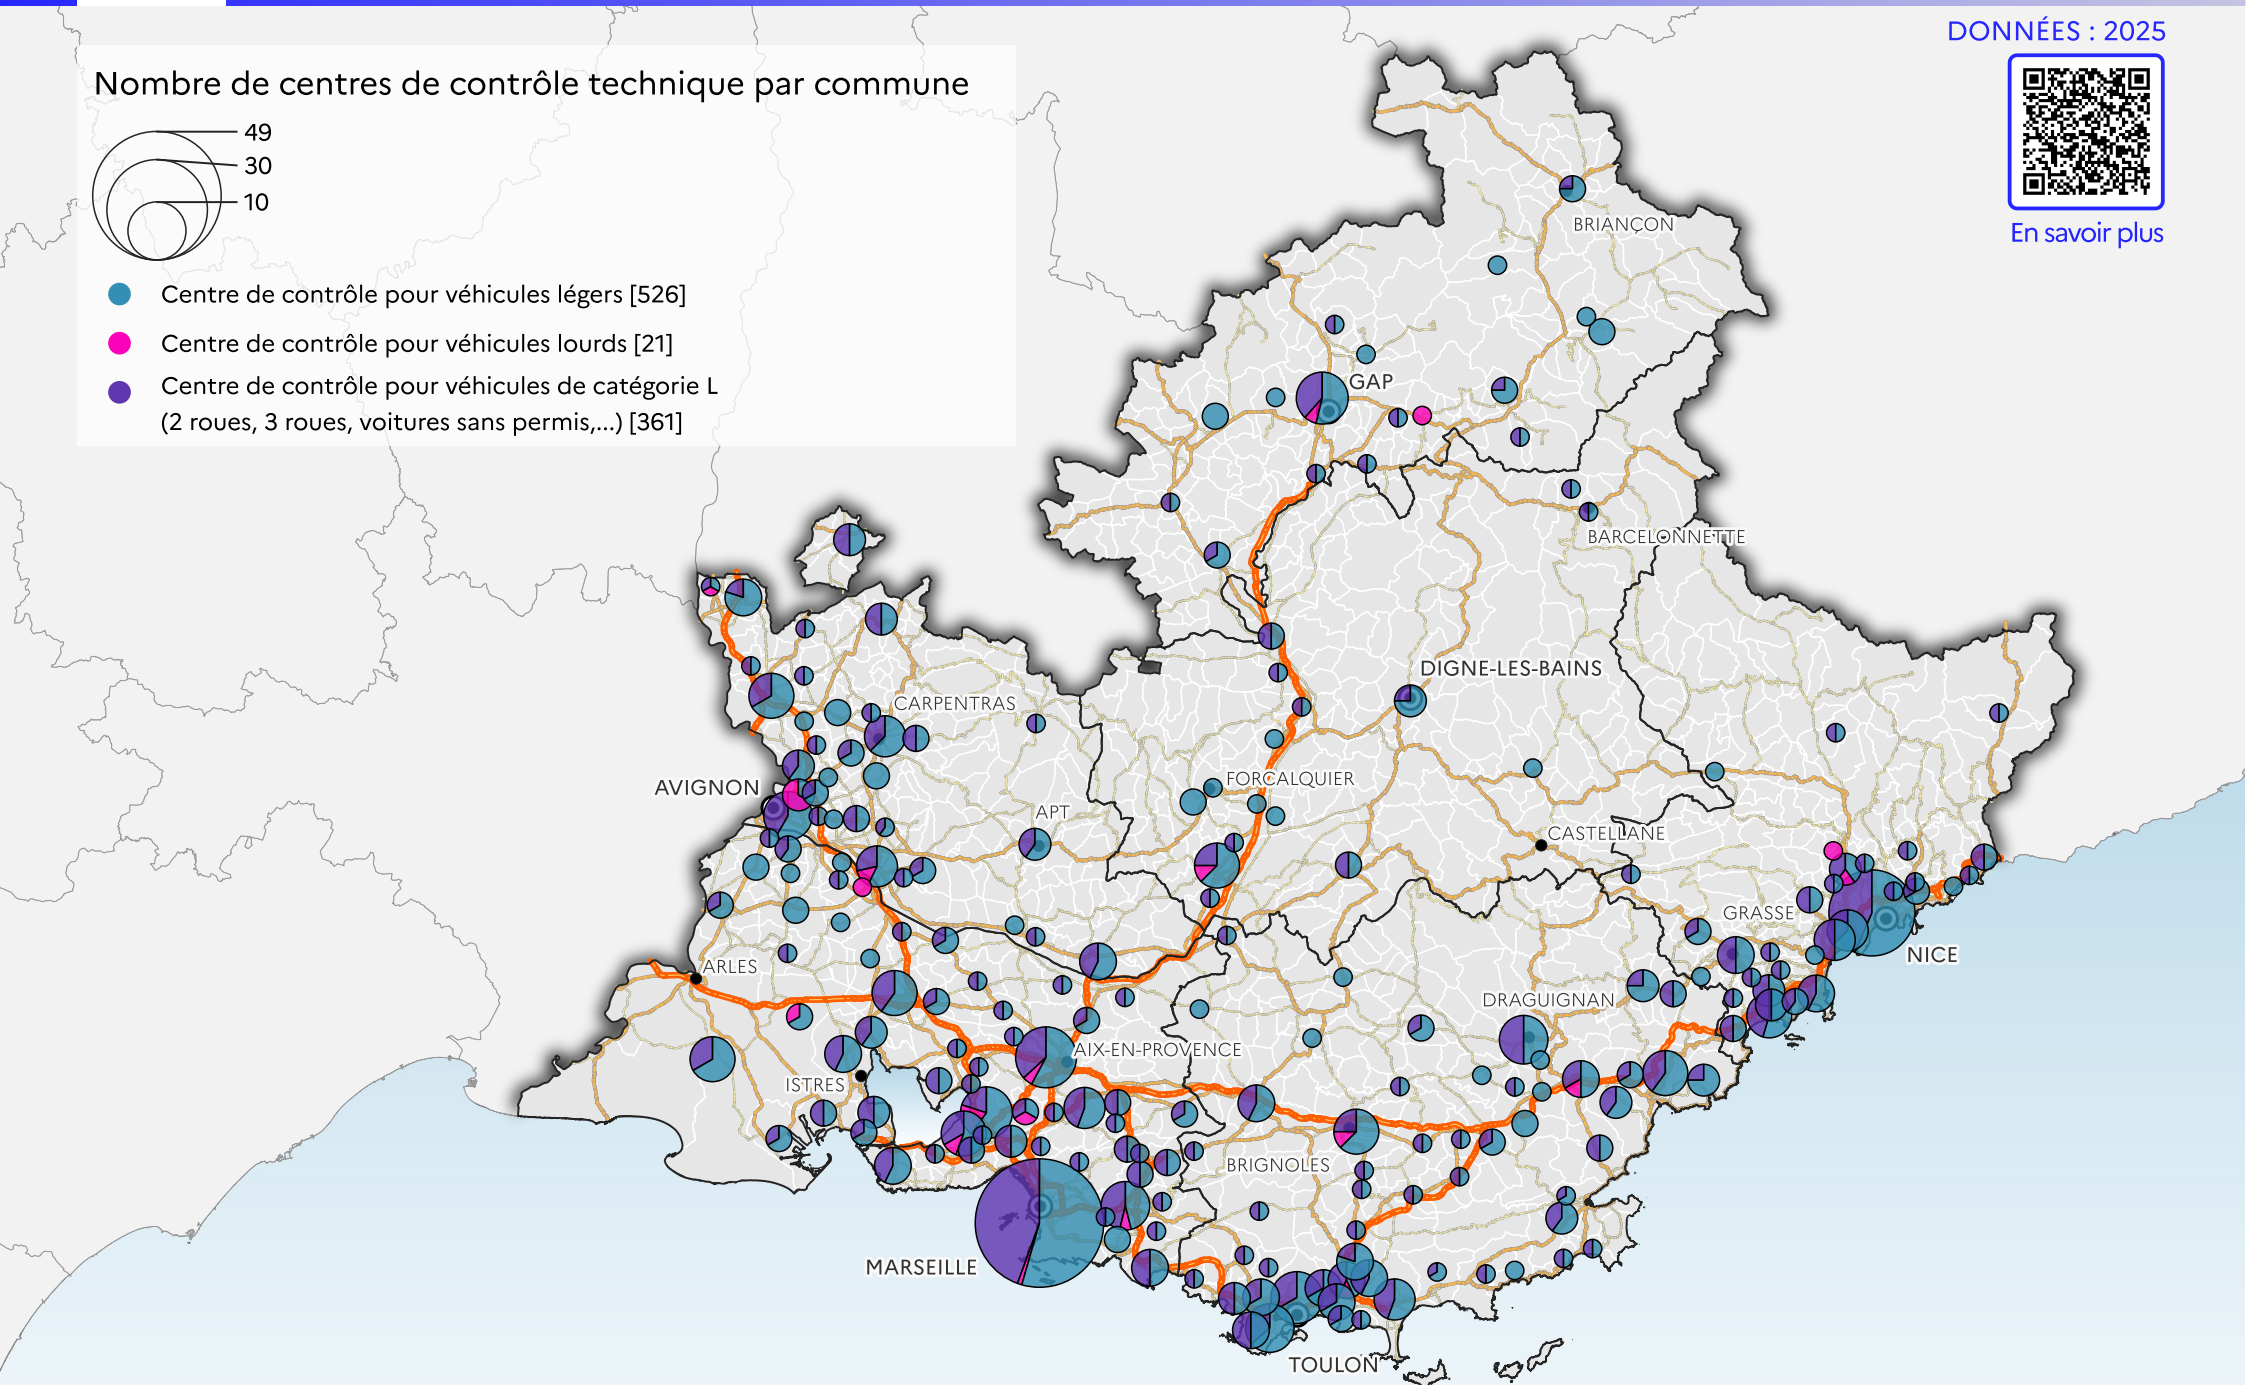 DONNÉES : 2025
En savoir plus
Nombre de centres de contrôle technique par commune
49
30
10
Centre de contrôle pour véhicules légers [526]
Centre de contrôle pour véhicules lourds [21]
Centre de contrôle pour véhicules de catégorie L
(2 roues, 3 roues, voitures sans permis,...) [361]
BRIANÇON
GAP
BARCELONNETTE
DIGNE-LES-BAINS
CARPENTRAS
AVIGNON
FORCALQUIER
APT
CASTELLANE
GRASSE
NICE
ARLES
DRAGUIGNAN
AIX-EN-PROVENCE
ISTRES
BRIGNOLES
MARSEILLE
TOULON